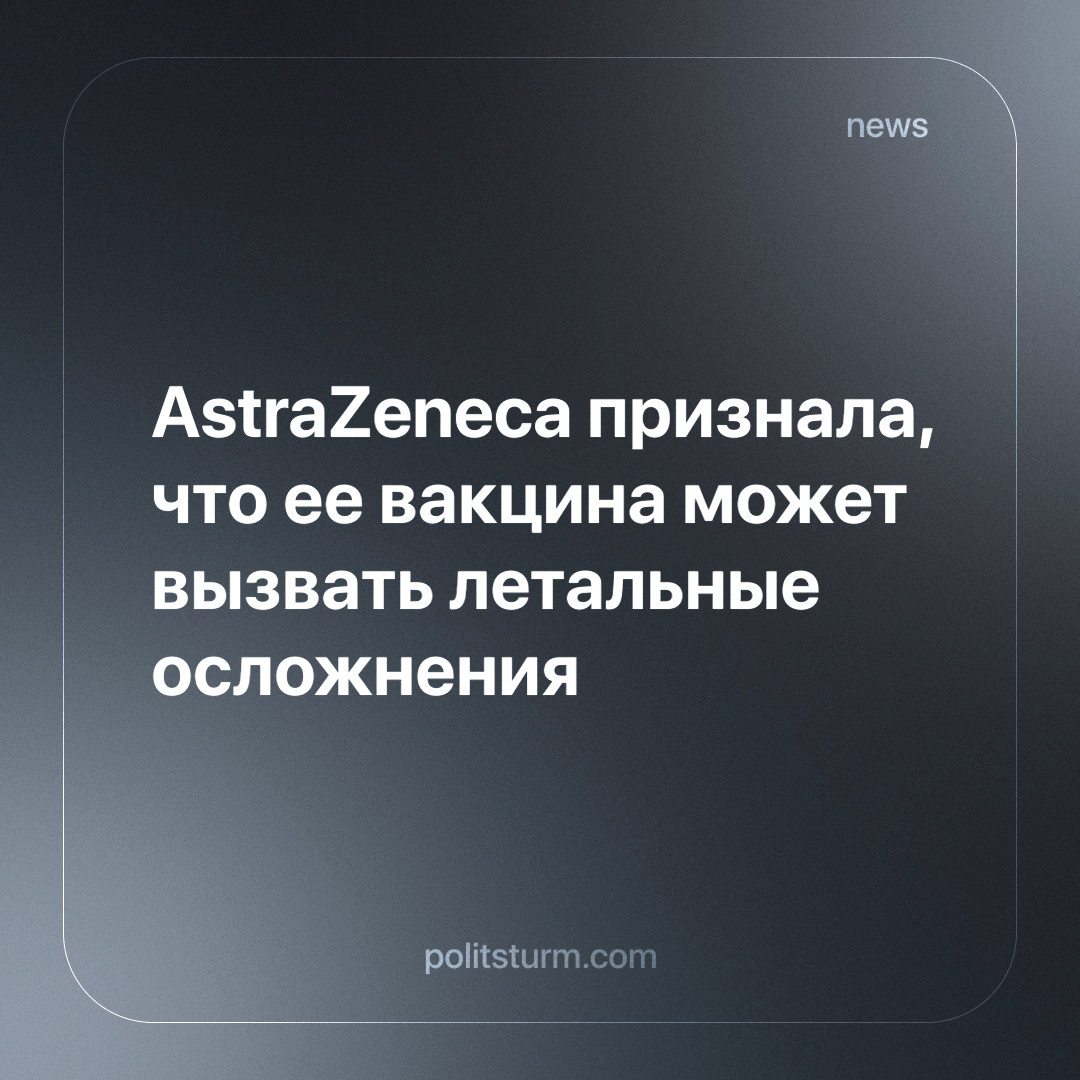 news
AstraZeneca признала,
что ее вакцина может
вызвать летальные
осложнения
politsturm.com